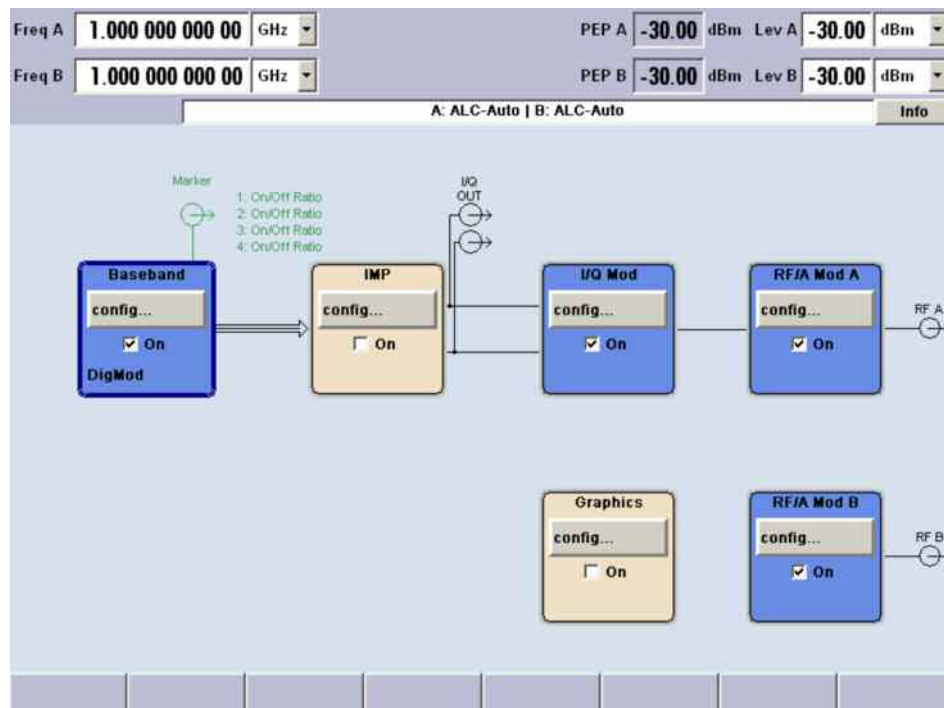 Freq A 1.000 000 000 00 GHz PEP A -30.00 dBm Lev A -30.00 dBm
Freq B 1.000 000 000 00 GHz PEP B -30.00 dBm Lev B -30.00 dBm
A: ALC-Auto | B: ALC-Auto Info
Marker
1: On/Off Ratio
2: On/Off Ratio
3: On/Off Ratio
4: On/Off Ratio
I/Q
OUT
Baseband
config...
On
DigMod
IMP
config...
On
I/Q Mod
config...
On
RF/A Mod A
config...
On
RF A
Graphics
config...
On
RF/A Mod B
config...
On
RF B